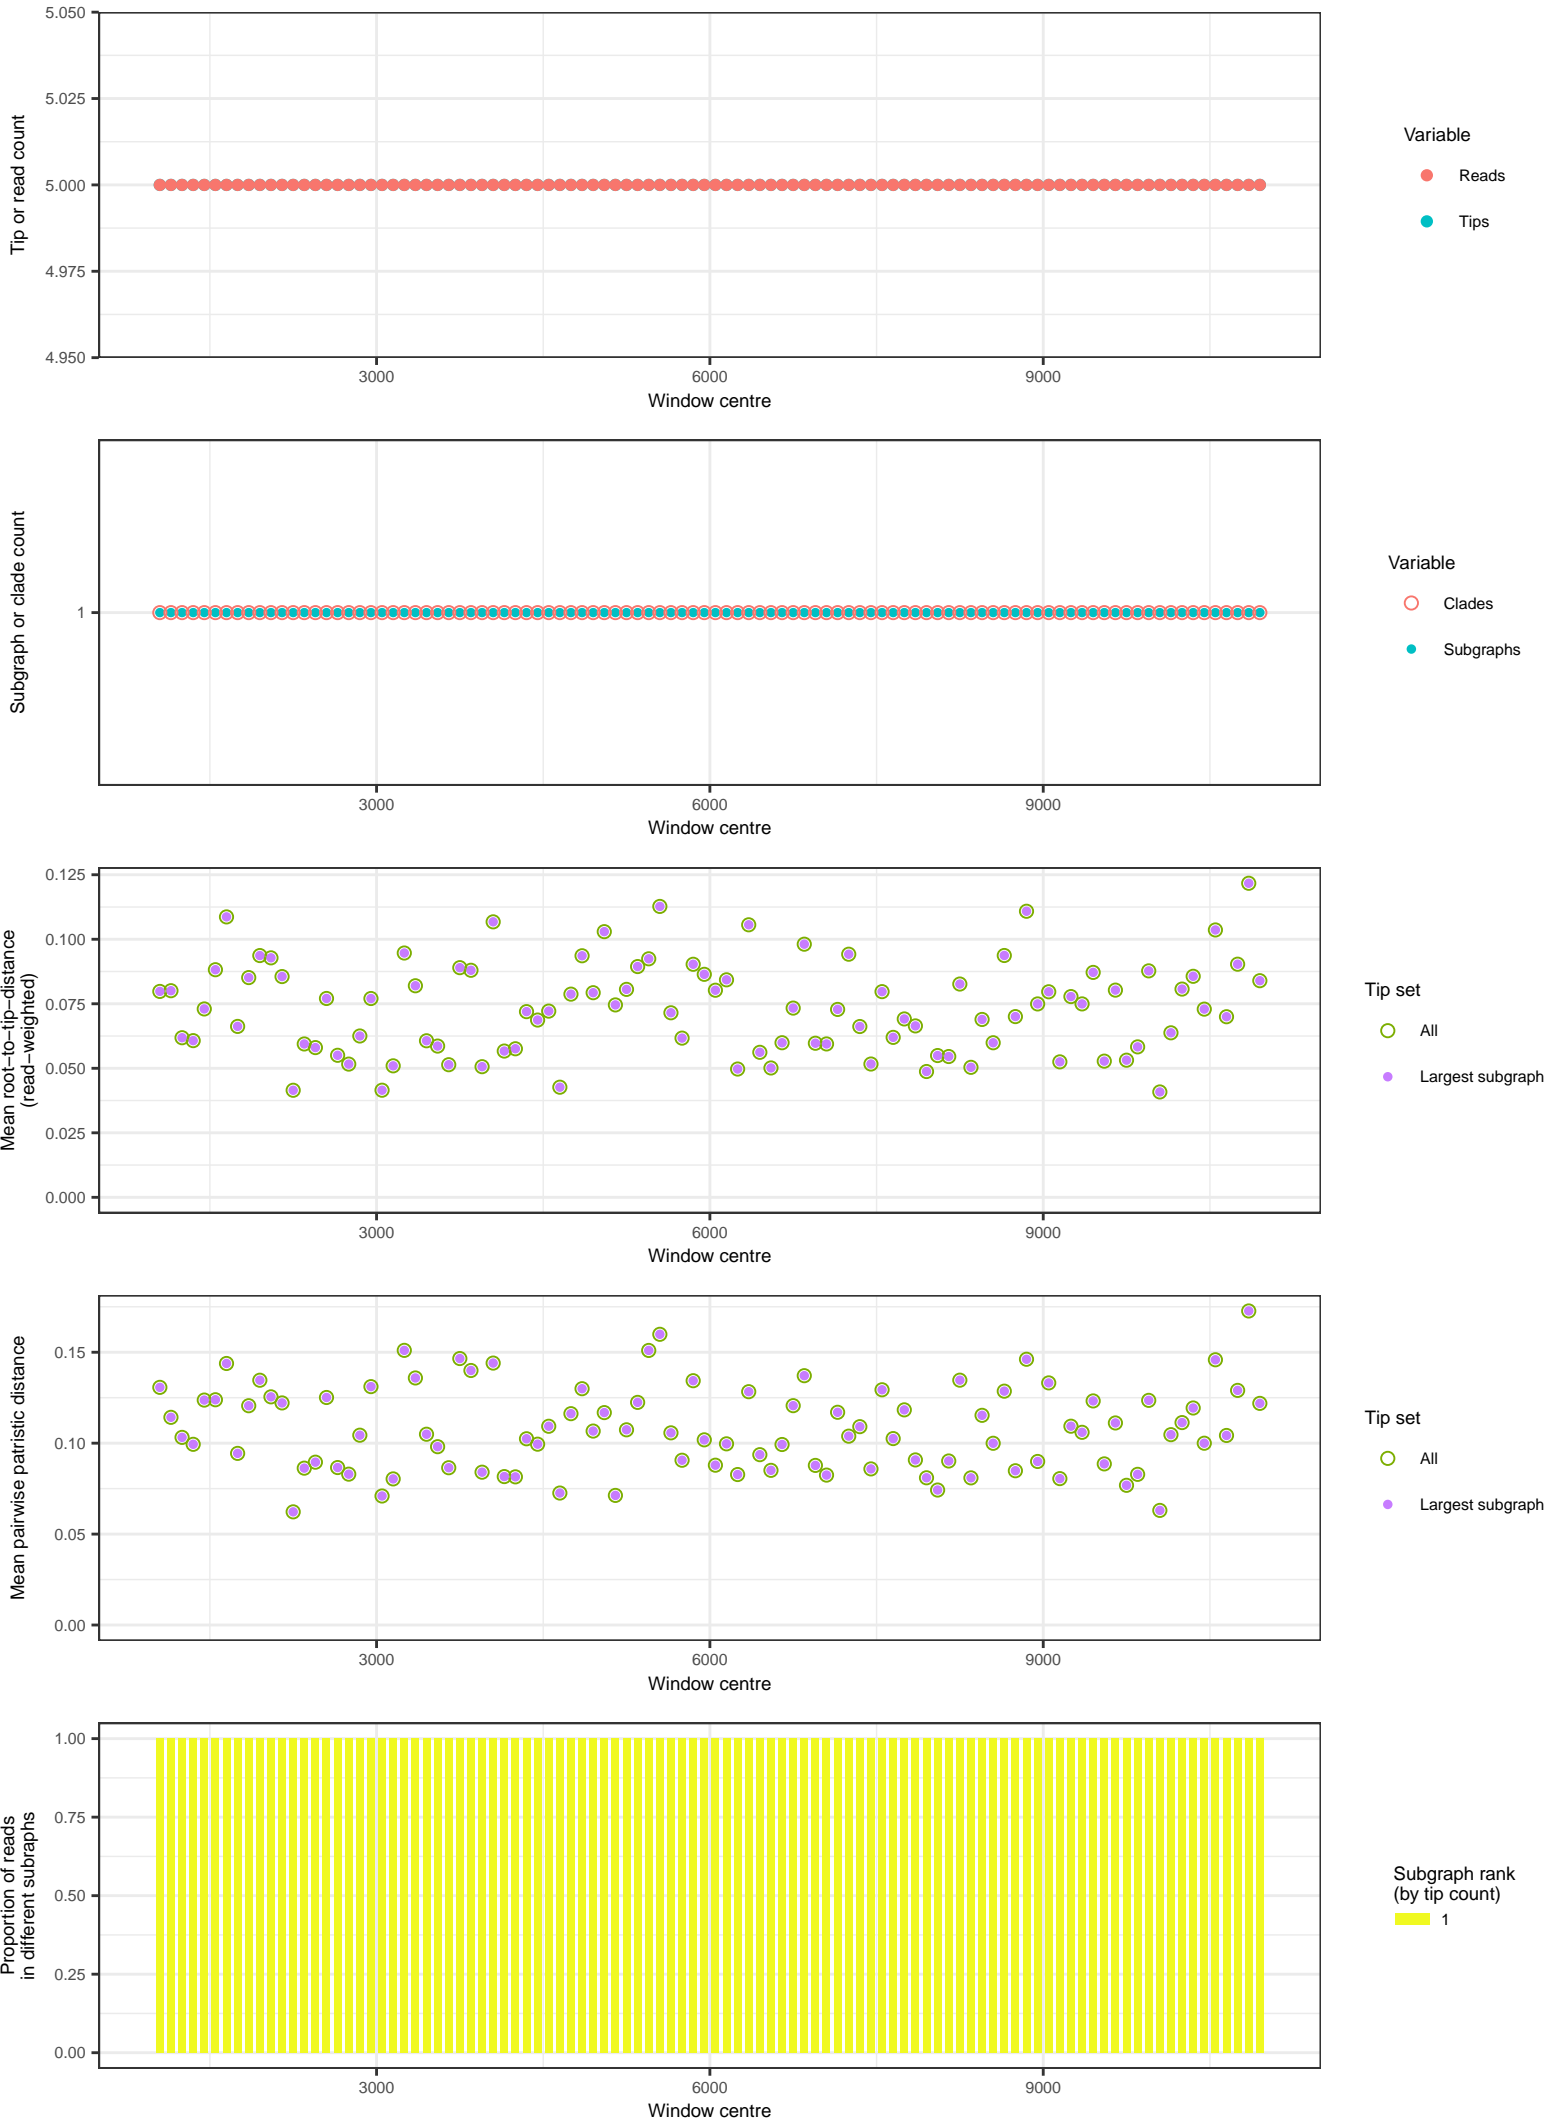 5.050
5.025
5.000
4.975
4.950
Tip or read count
3000
6000
9000
Window centre
Variable
Reads
Tips
1
Subgraph or clade count
3000
6000
9000
Window centre
Variable
Clades
Subgraphs
0.125
0.100
0.075
0.050
0.025
0.000
Mean root−to−tip−distance
(read−weighted)
3000
6000
9000
Window centre
Tip set
All
Largest subgraph
0.15
0.10
0.05
0.00
Mean pairwise patristic distance
3000
6000
9000
Window centre
Tip set
All
Largest subgraph
1.00
0.75
0.50
0.25
0.00
Proportion of reads
in different subraphs
3000
6000
9000
Window centre
Subgraph rank
(by tip count)
1